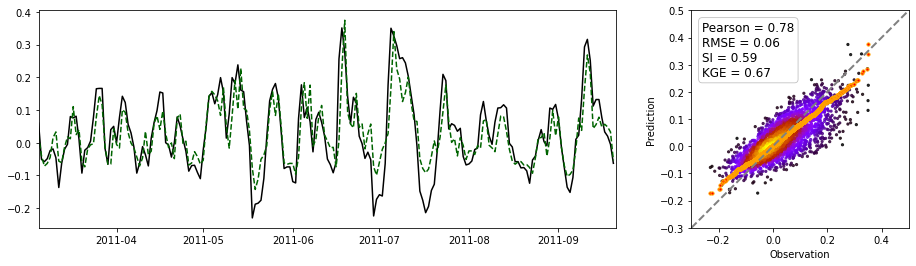 0.4
0.3
0.2
0.1
0.0
−0.1
−0.2
2011-04 2011-05 2011-06 2011-07 2011-08 2011-09
0.5
0.4
0.3
0.2
0.1
0.0
−0.1
−0.2
−0.3
Prediction
Pearson = 0.78
RMSE = 0.06
SI = 0.59
KGE = 0.67
−0.2 0.0 0.2 0.4
Observation